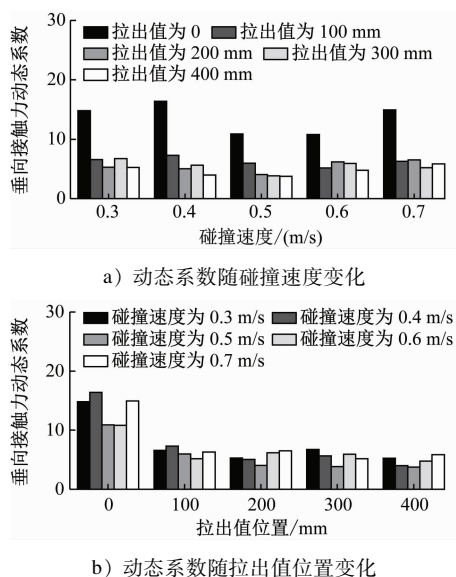 拉出值为 0 拉出值为 100 mm
拉出值为 200 mm 拉出值为 300 mm
拉出值为 400 mm
垂向接触力动态系数
30
20
10
0
0.3 0.4 0.5 0.6 0.7
碰撞速度/(m/s)
a）动态系数随碰撞速度变化
碰撞速度为 0.3 m/s 碰撞速度为 0.4 m/s
碰撞速度为 0.5 m/s 碰撞速度为 0.6 m/s
碰撞速度为 0.7 m/s
垂向接触力动态系数
30
20
10
0
0 100 200 300 400
拉出值位置/mm
b）动态系数随拉出值位置变化